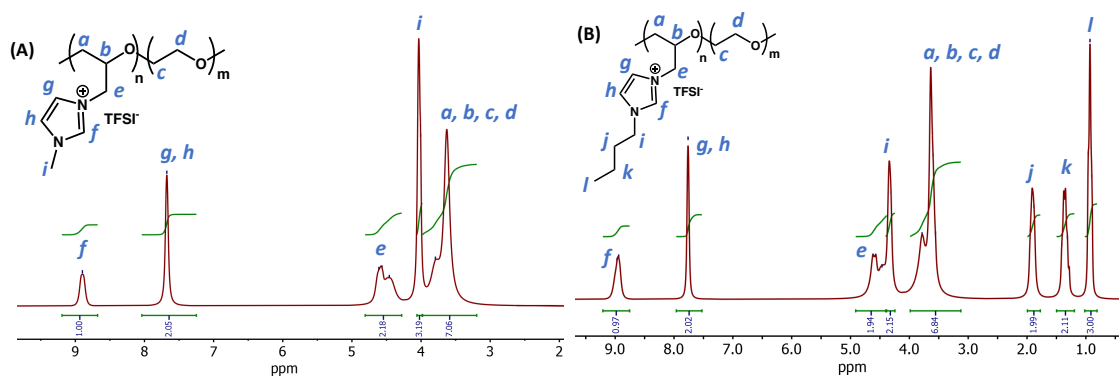 (A)
a
b
d
O
O
n
m
c
g
e
N
h
TFSI-
N
f
i
i
a, b, c, d
g, h
f
e
1.00
2.05
2.18
3.19
7.06
9
8
7
6
5
4
3
2
ppm
(B)
a
b
d
O
O
n
m
c
g
e
N
h
TFSI-
N
f
j
i
l
k
l
a, b, c, d
g, h
i
j
k
f
e
0.97
2.02
1.94
2.15
6.84
1.99
2.11
3.00
9.0
8.0
7.0
6.0
5.0
4.0
3.0
2.0
1.0
ppm